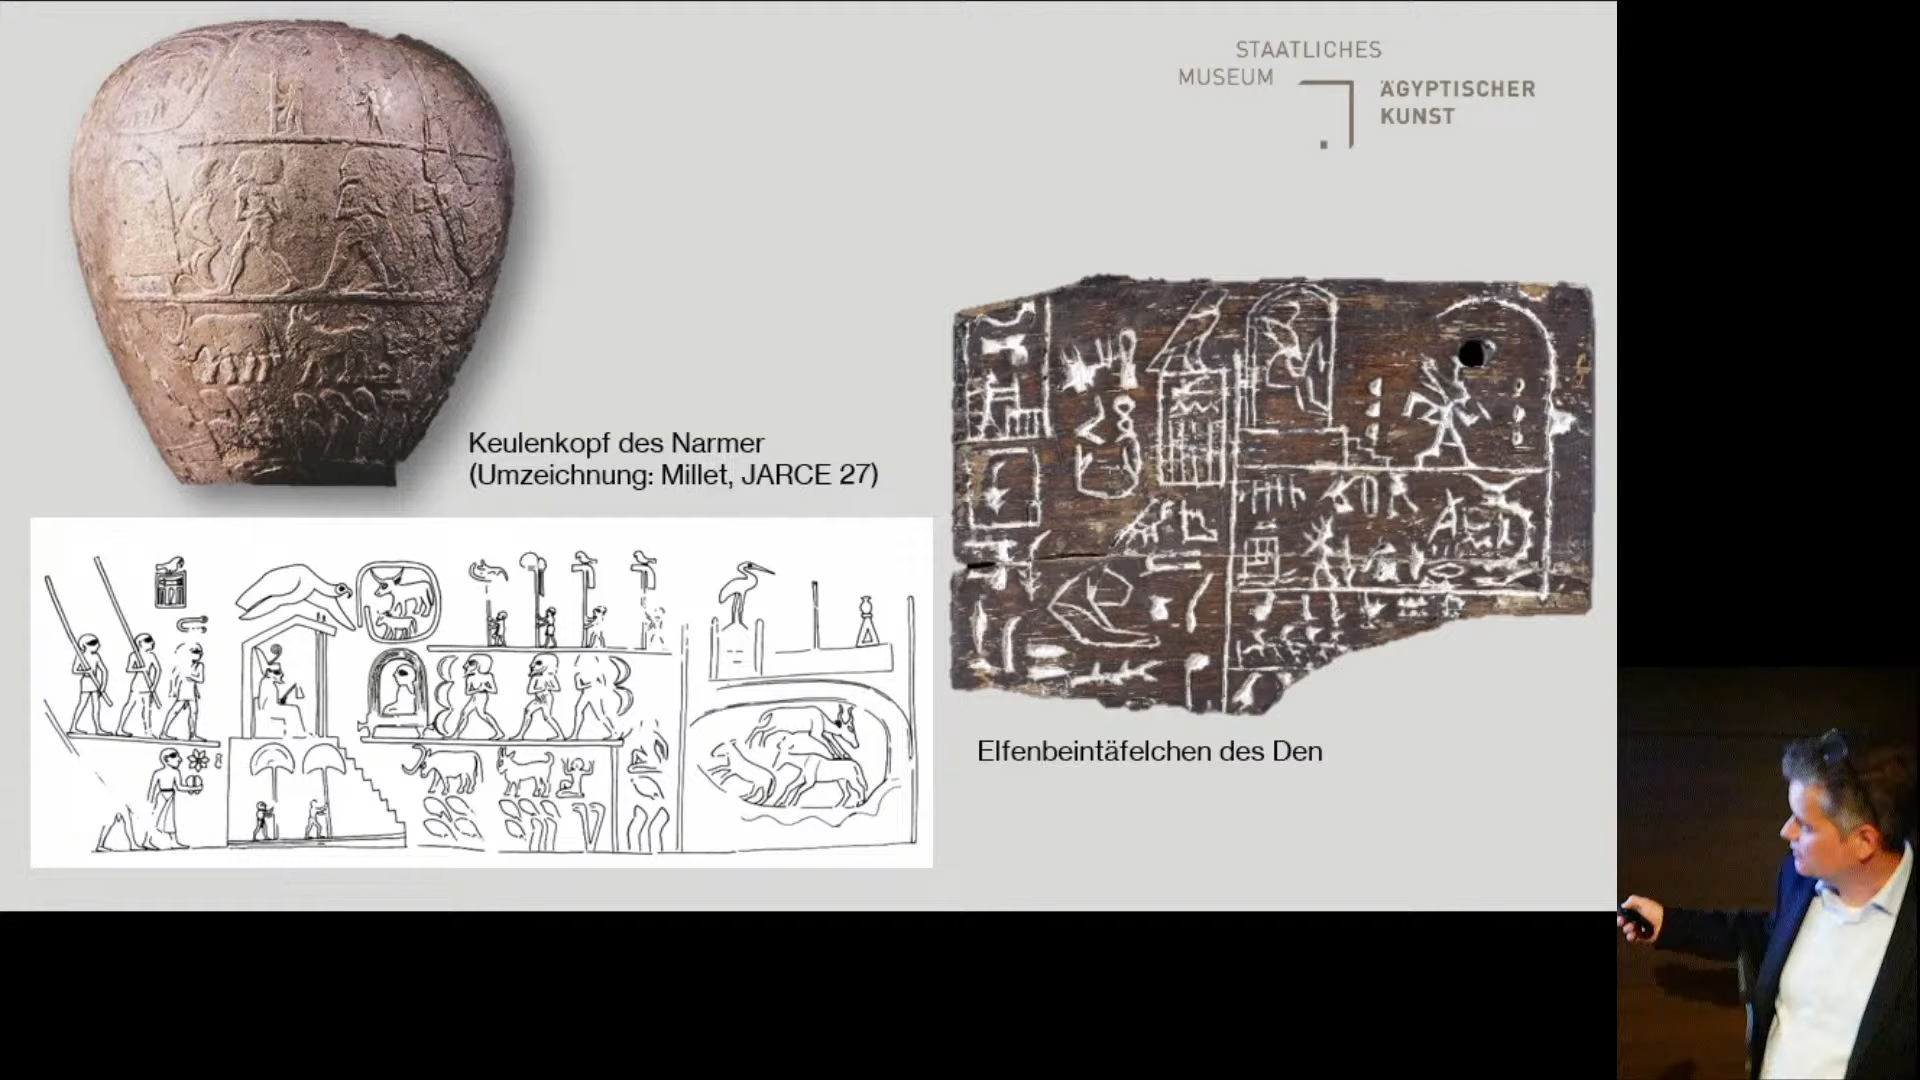 STAATLICHES
MUSEUM
ÄGYPTISCHER
KUNST
Keulenkopf des Narmer
(Umzeichnung: Millet, JARCE 27)
Elfenbeintäfelchen des Den